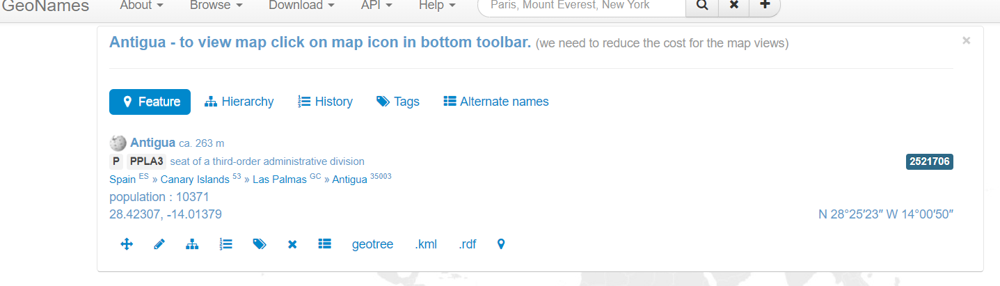 GeoNames About Browse Download API Help Paris, Mount Everest, New York
Antigua - to view map click on map icon in bottom toolbar. (we need to reduce the cost for the map views) ×
Feature Hierarchy History Tags Alternate names
Antigua ca. 263 m
P PPLA3 seat of a third-order administrative division 2521706
Spain ES » Canary Islands 53 » Las Palmas GC » Antigua 35003
population : 10371
28.42307, -14.01379 N 28°25′23″ W 14°00′50″
geotree .kml .rdf